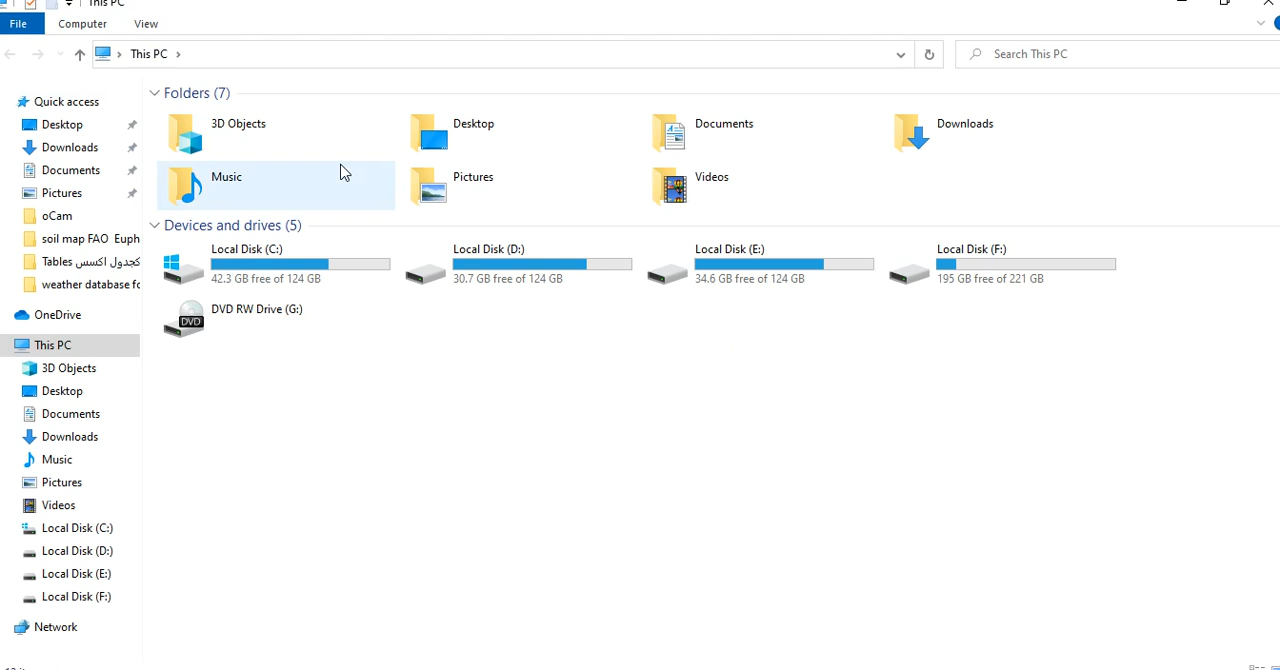 This PC
File Computer View
This PC
Search This PC
Quick access
Desktop
Downloads
Documents
Pictures
oCam
soil map FAO Euph
Tables كجدول اكسس
weather database fo
OneDrive
This PC
3D Objects
Desktop
Documents
Downloads
Music
Pictures
Videos
Local Disk (C:)
Local Disk (D:)
Local Disk (E:)
Local Disk (F:)
Network
Folders (7)
3D Objects
Desktop
Documents
Downloads
Music
Pictures
Videos
Devices and drives (5)
Local Disk (C:)
42.3 GB free of 124 GB
Local Disk (D:)
30.7 GB free of 124 GB
Local Disk (E:)
34.6 GB free of 124 GB
Local Disk (F:)
195 GB free of 221 GB
DVD RW Drive (G:)
DVD